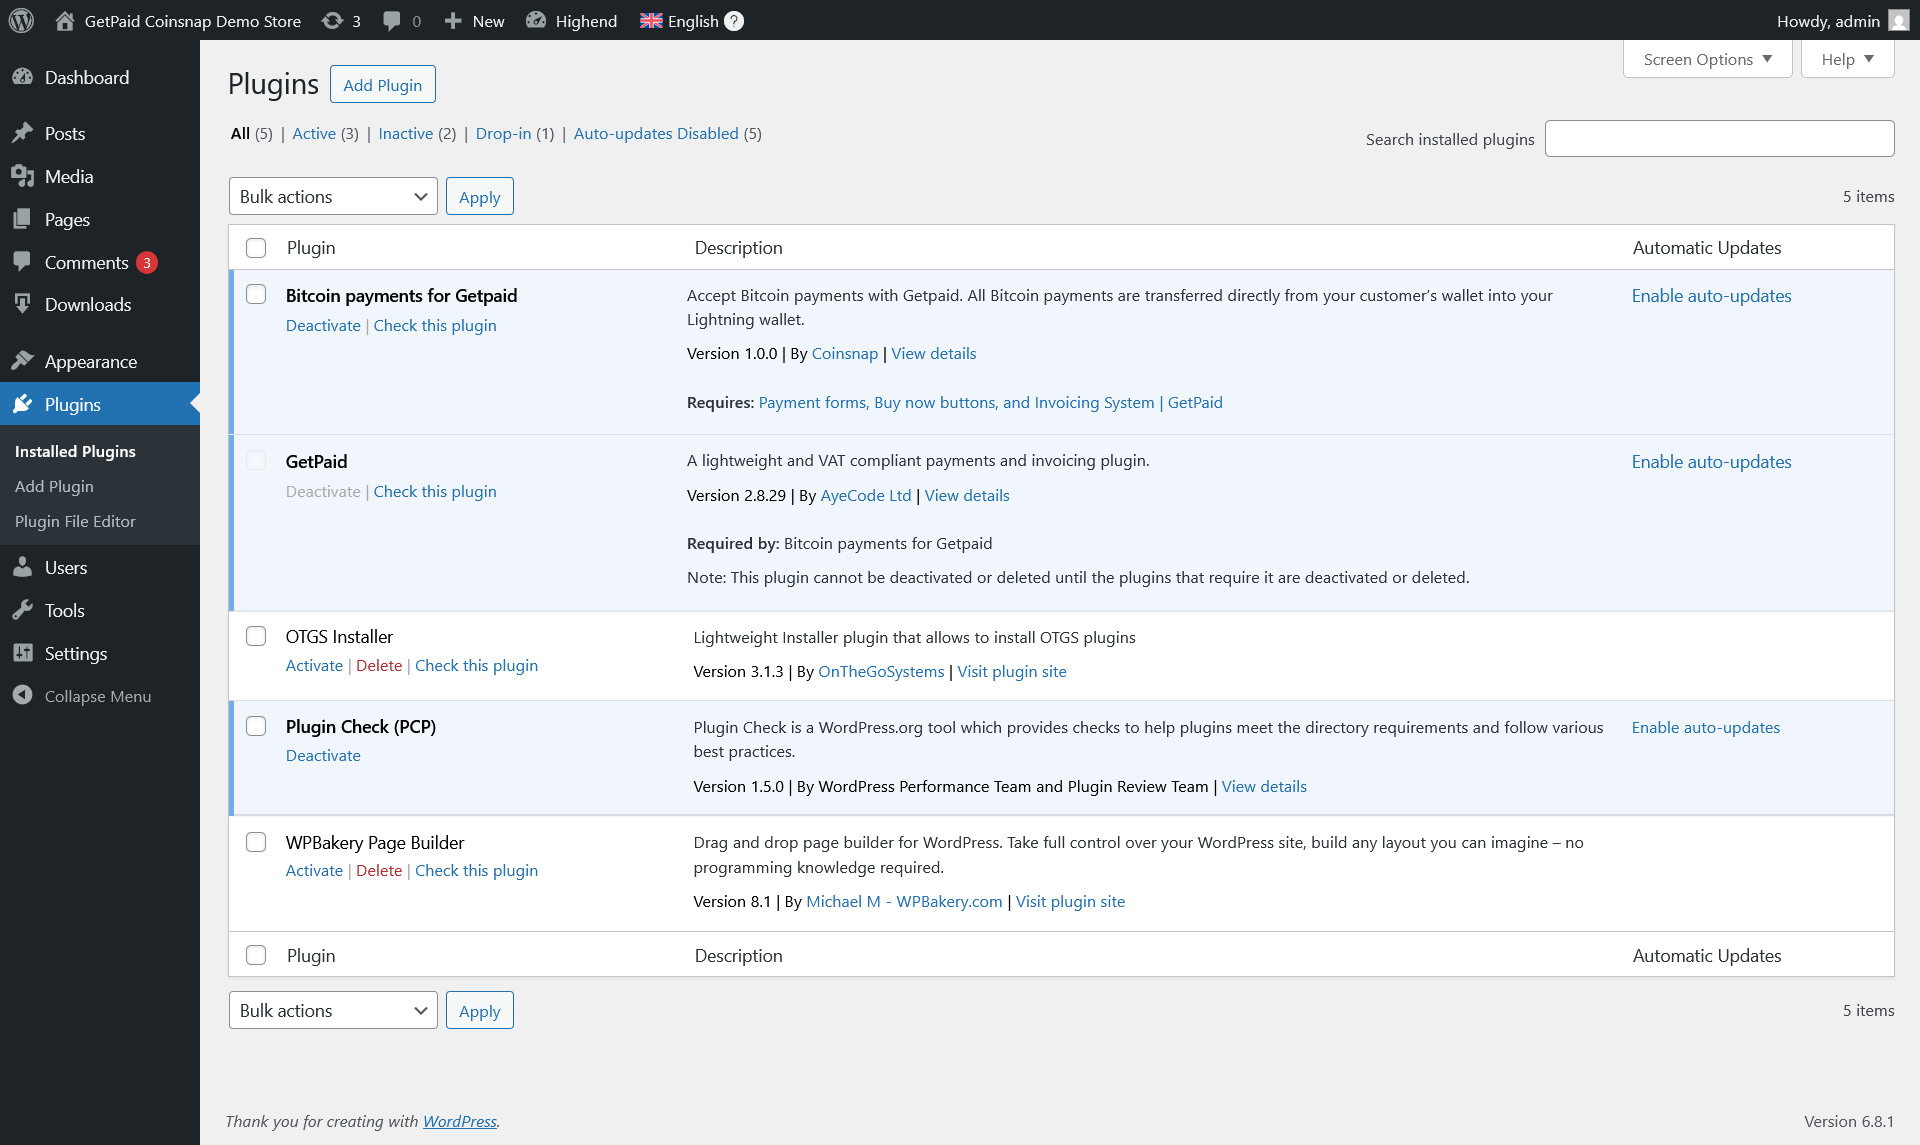 GetPaid Coinsnap Demo Store 3 0 New Highend English ? Howdy, admin
Screen Options Help
Dashboard
Posts
Media
Pages
Comments 3
Downloads
Appearance
Plugins
Installed Plugins
Add Plugin
Plugin File Editor
Users
Tools
Settings
Collapse Menu
Plugins Add Plugin
All (5) | Active (3) | Inactive (2) | Drop-in (1) | Auto-updates Disabled (5)
Search installed plugins
Bulk actions Apply 5 items
Plugin Description Automatic Updates
Bitcoin payments for Getpaid
Deactivate | Check this plugin
Accept Bitcoin payments with Getpaid. All Bitcoin payments are transferred directly from your customer’s wallet into your
Lightning wallet.
Version 1.0.0 | By Coinsnap | View details
Requires: Payment forms, Buy now buttons, and Invoicing System | GetPaid
Enable auto-updates
GetPaid
Deactivate | Check this plugin
A lightweight and VAT compliant payments and invoicing plugin.
Version 2.8.29 | By AyeCode Ltd | View details
Required by: Bitcoin payments for Getpaid
Note: This plugin cannot be deactivated or deleted until the plugins that require it are deactivated or deleted.
Enable auto-updates
OTGS Installer
Activate | Delete | Check this plugin
Lightweight Installer plugin that allows to install OTGS plugins
Version 3.1.3 | By OnTheGoSystems | Visit plugin site
Plugin Check (PCP)
Deactivate
Plugin Check is a WordPress.org tool which provides checks to help plugins meet the directory requirements and follow various
best practices.
Version 1.5.0 | By WordPress Performance Team and Plugin Review Team | View details
Enable auto-updates
WPBakery Page Builder
Activate | Delete | Check this plugin
Drag and drop page builder for WordPress. Take full control over your WordPress site, build any layout you can imagine – no
programming knowledge required.
Version 8.1 | By Michael M - WPBakery.com | Visit plugin site
Plugin Description Automatic Updates
Bulk actions Apply 5 items
Thank you for creating with WordPress. Version 6.8.1